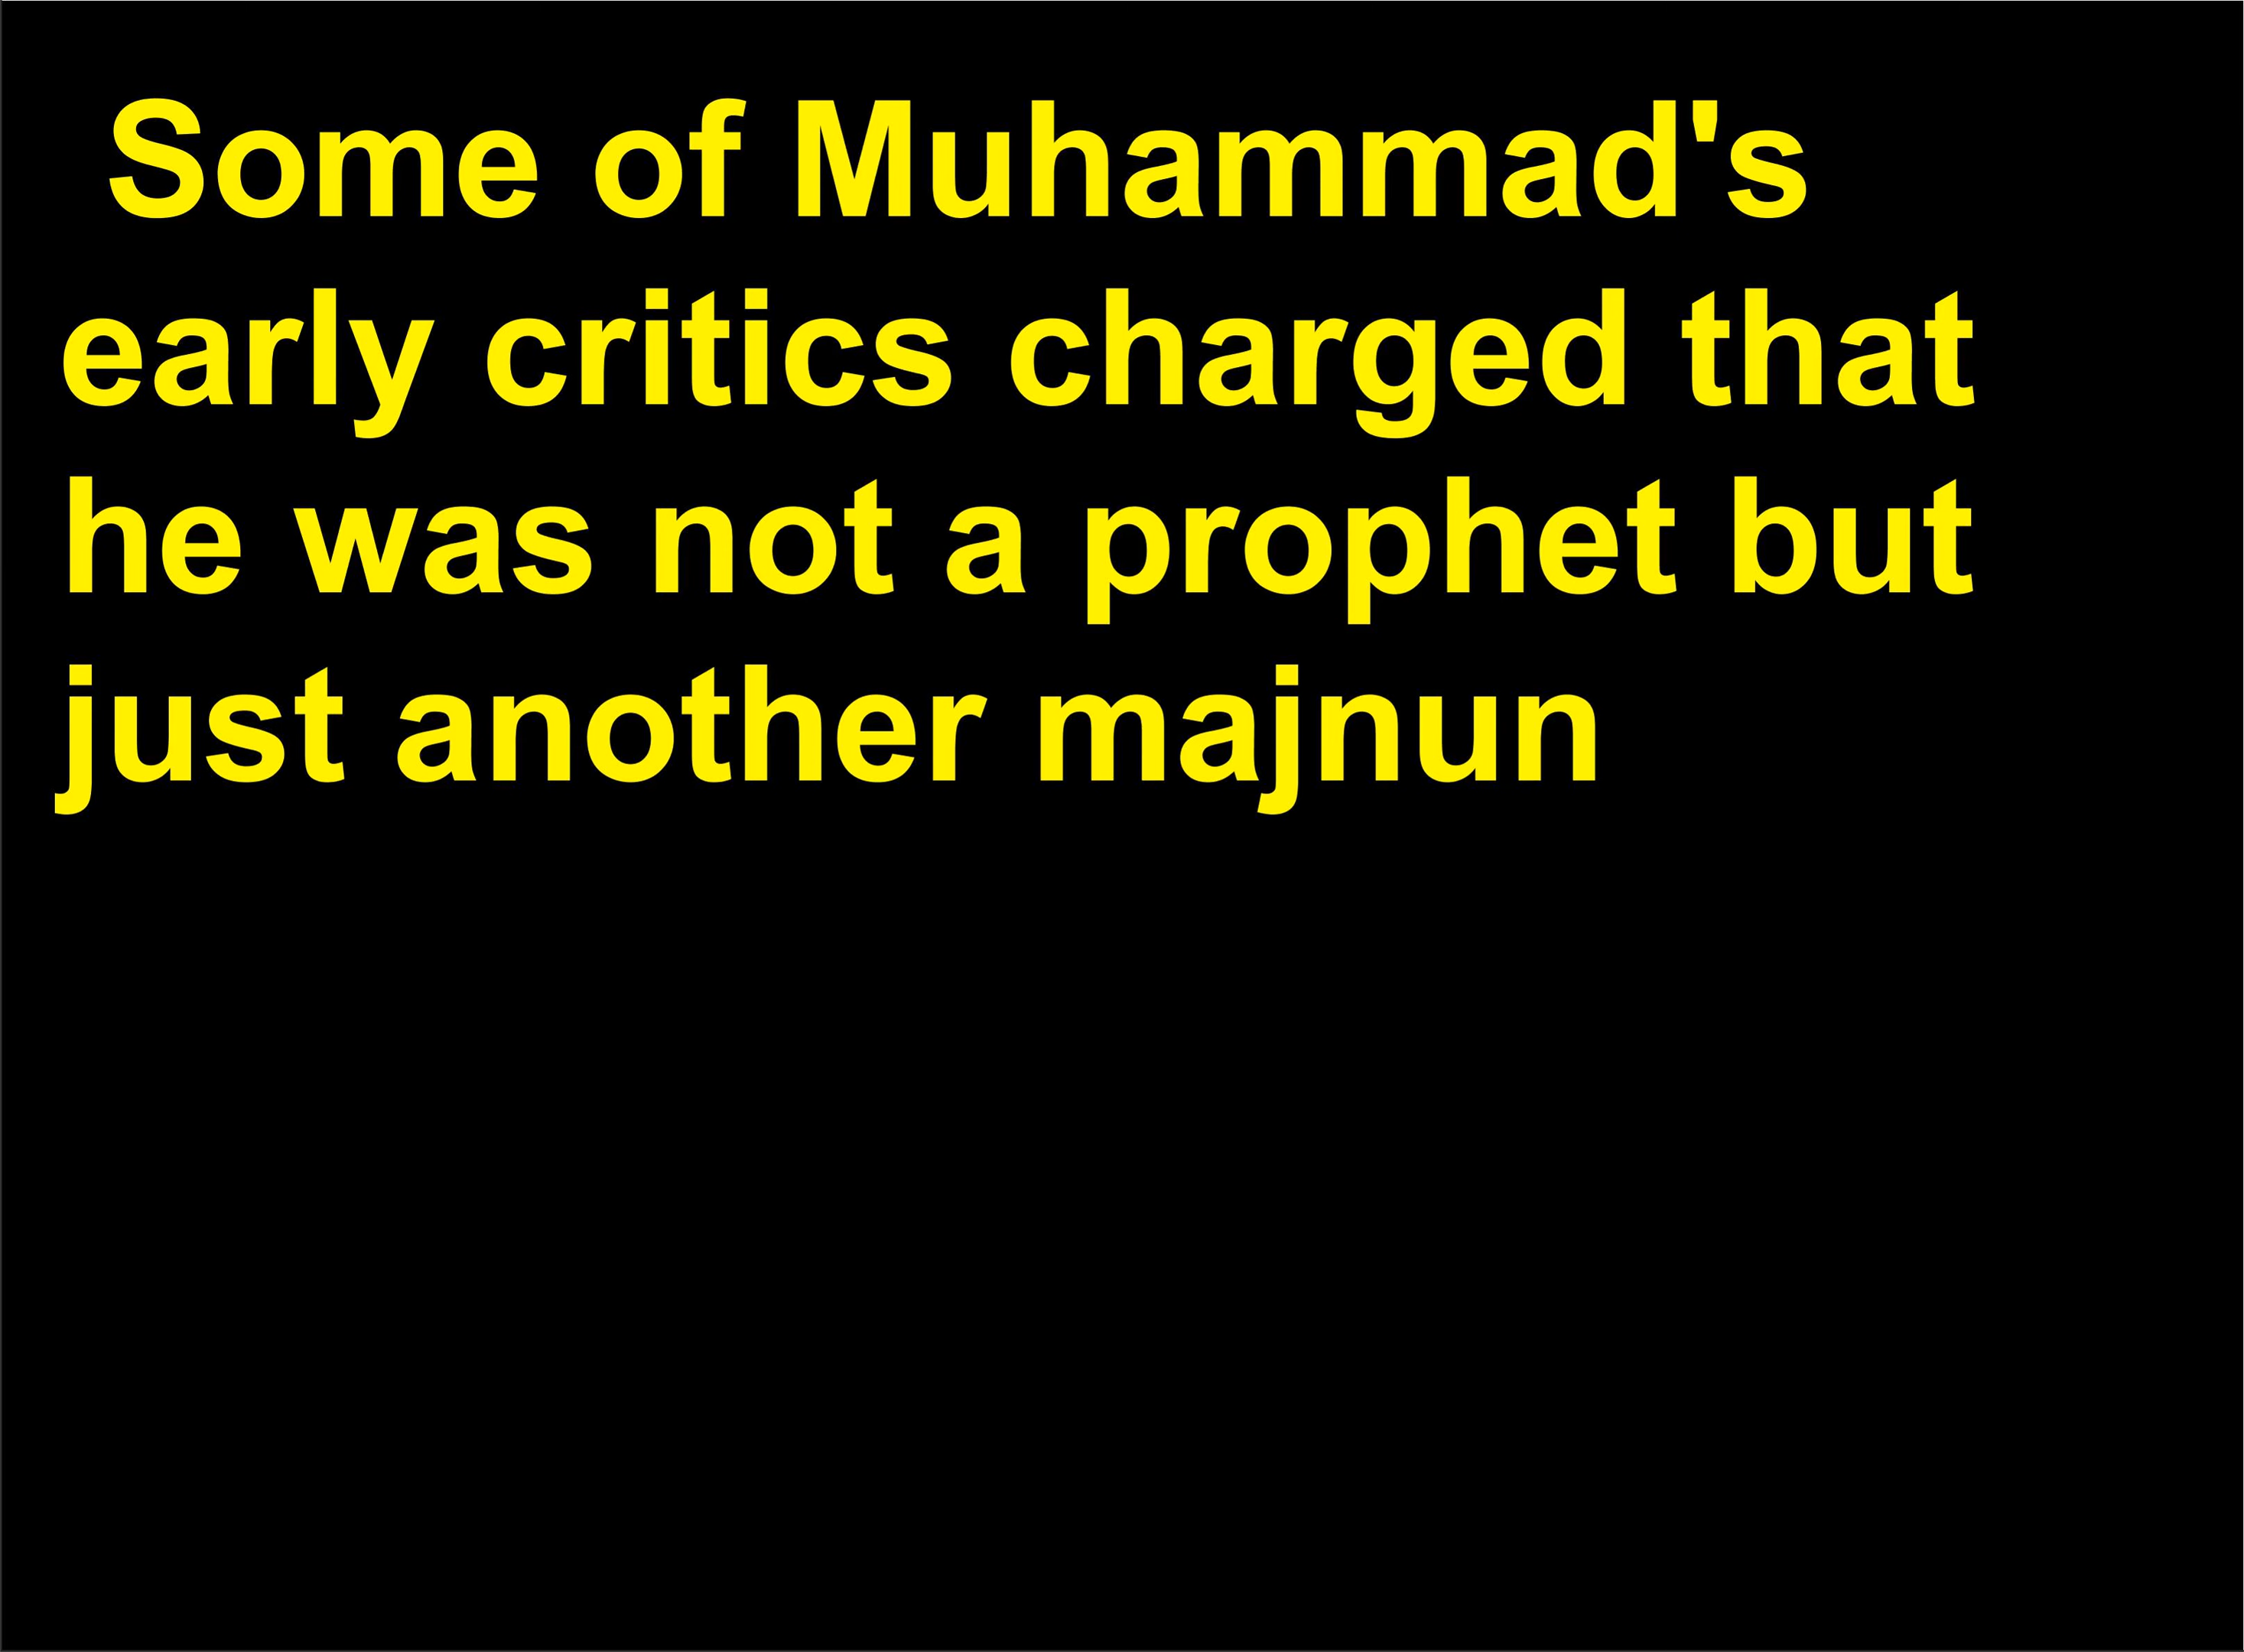 Some of Muhammad's
early critics charged that
he was not a prophet but
just another majnun